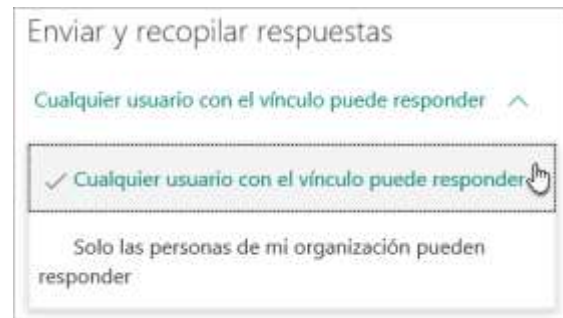 Enviar y recopilar respuestas
Cualquier usuario con el vínculo puede responder
Cualquier usuario con el vínculo puede responder
Solo las personas de mi organización pueden
responder